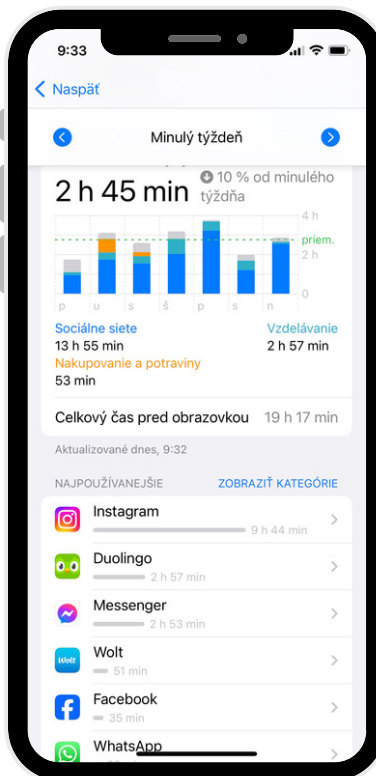 9:33
Naspäť
Minulý týždeň
2 h 45 min
10 % od minulého
týždňa
4 h
priem.
2 h
0
p u s š p s n
Sociálne siete Vzdelávanie
13 h 55 min 2 h 57 min
Nakupovanie a potraviny
53 min
Celkový čas pred obrazovkou 19 h 17 min
Aktualizované dnes, 9:32
NAJPOUŽÍVANEJŠIE ZOBRAZIŤ KATEGÓRIE
Instagram
9 h 44 min
Duolingo
2 h 57 min
Messenger
2 h 53 min
Wolt
Wolt
51 min
Facebook
35 min
WhatsApp